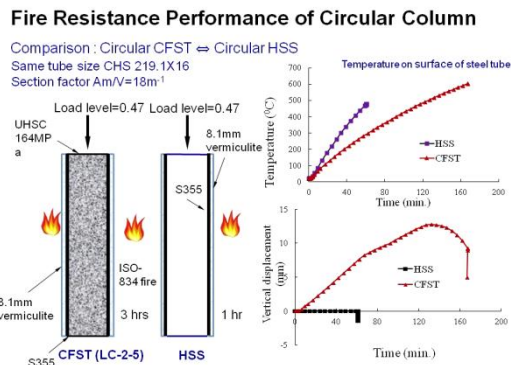 Fire Resistance Performance of Circular Column
Comparison : Circular CFST ⇔ Circular HSS
Same tube size CHS 219.1X16
Section factor Am/V=18m-1
Load level=0.47 Load level=0.47
UHSC
164MP
a
8.1mm
vermiculite
S355
ISO-
834 fire
8.1mm
vermiculite
3 hrs
1 hr
S355
CFST (LC-2-5)
HSS
Temperature on surface of steel tube
Temperature (⁰C)
700
600
500
400
300
200
100
0
0 40 80 120 160 200
Time (min.)
HSS
CFST
Vertical displacement
(mm)
15
10
5
0
-5
0 40 80 120 160 200
HSS
CFST
Time (min.)